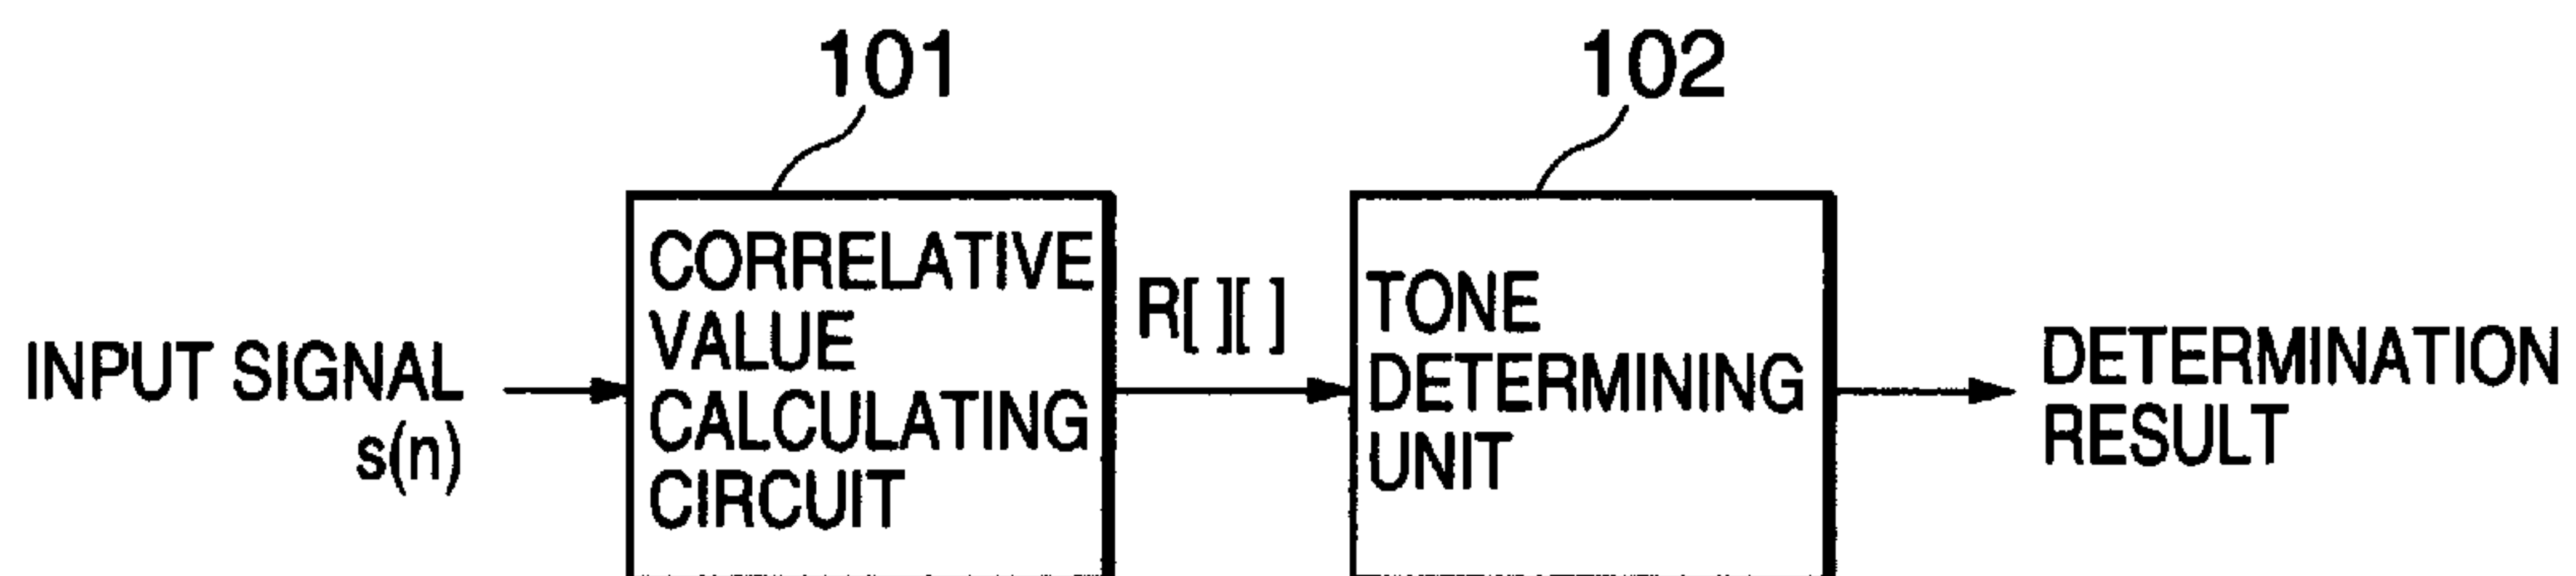 101
102
INPUT SIGNAL
s(n)
CORRELATIVE
VALUE
CALCULATING
CIRCUIT
R[ ][ ]
TONE
DETERMINING
UNIT
DETERMINATION
RESULT